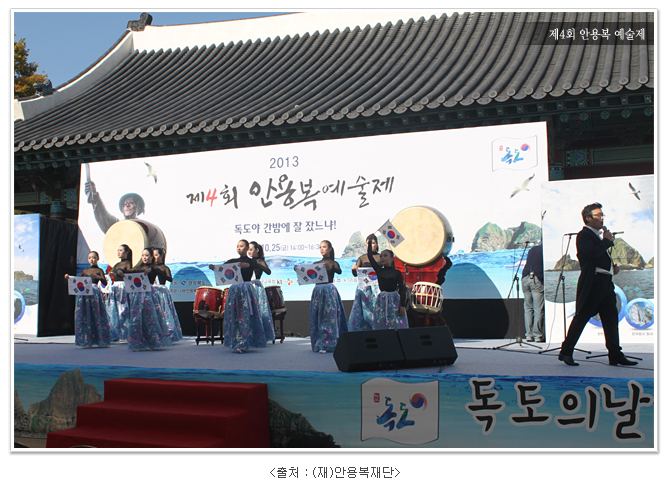 제4회 안용복 예술제
2013
제4회 안용복예술제
독도야 간밤에 잘 잤느냐!
독도
독도
독도의날
<출처 : (재)안용복재단>